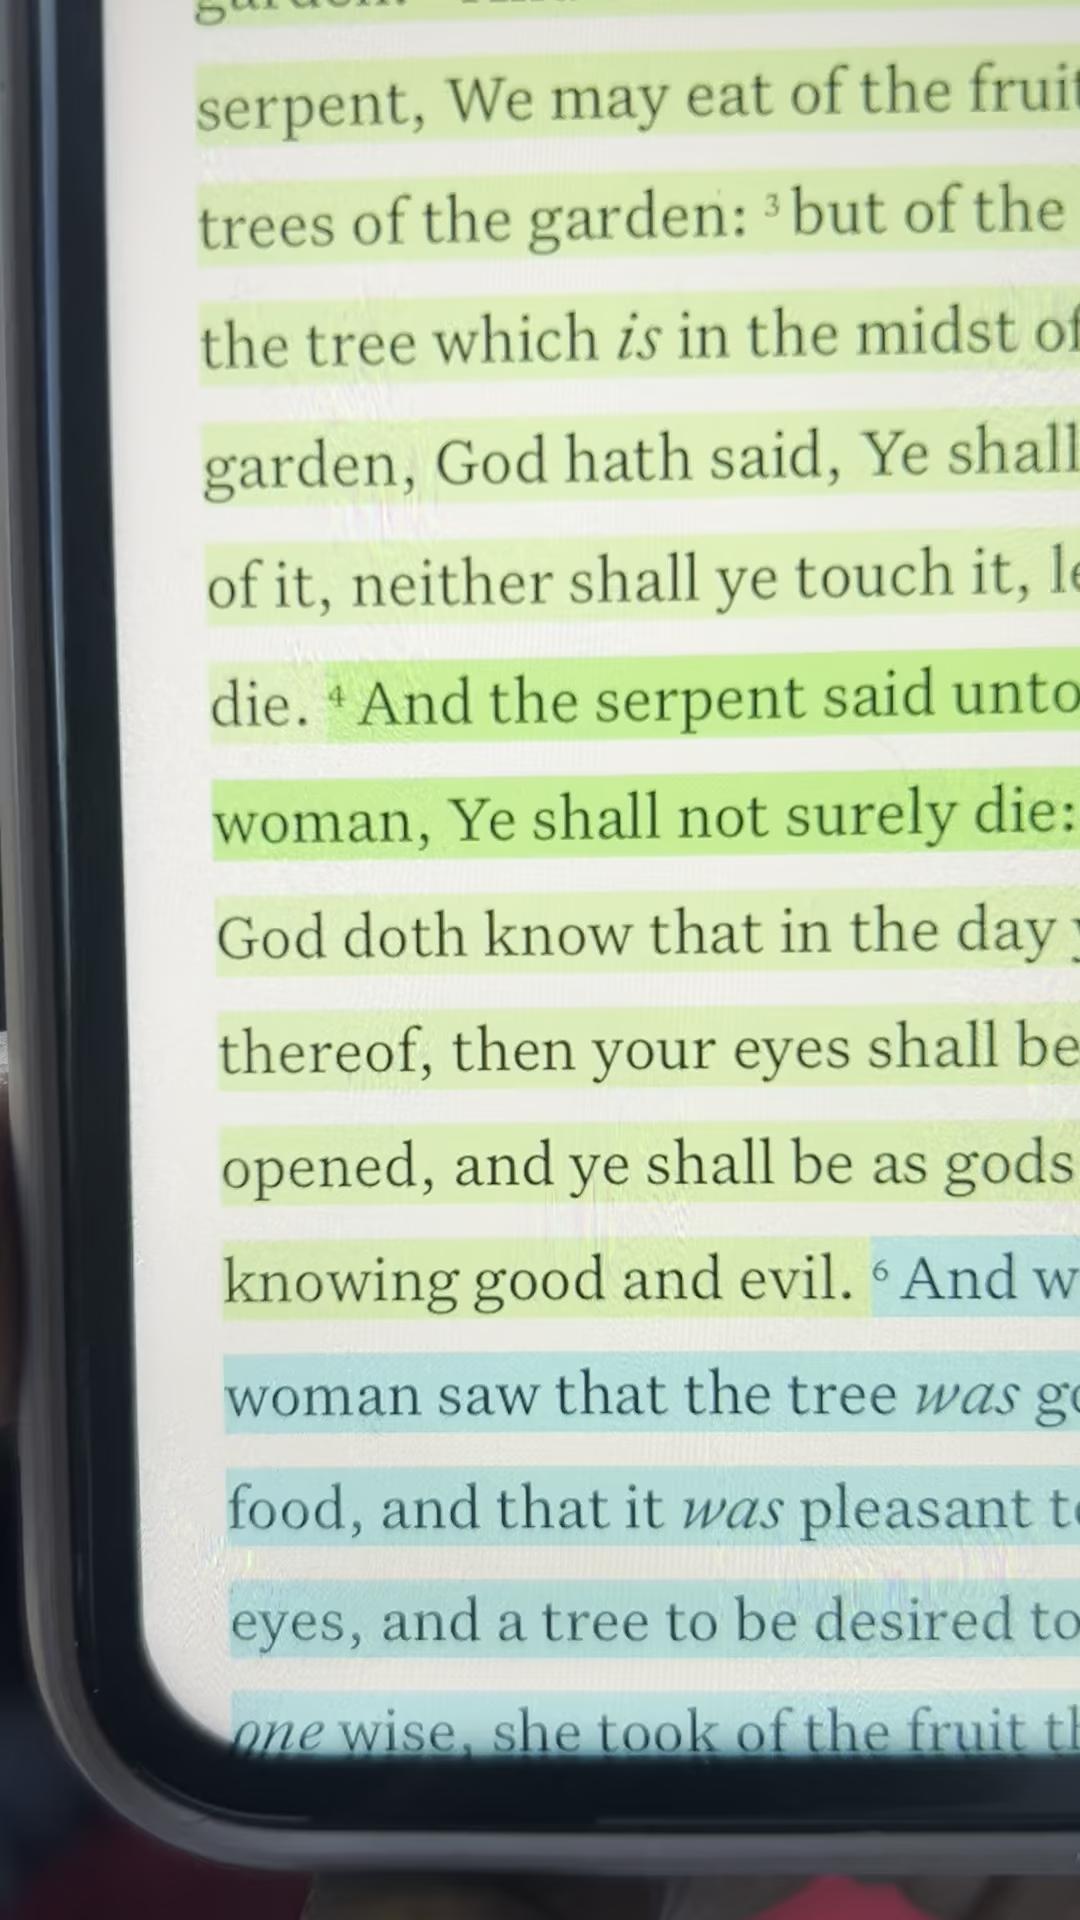 serpent, We may eat of the fruit
trees of the garden: 3 but of the
the tree which is in the midst of
garden, God hath said, Ye shall
of it, neither shall ye touch it,
die. 4 And the serpent said unto
woman, Ye shall not surely die:
God doth know that in the day
thereof, then your eyes shall be
opened, and ye shall be as gods
knowing good and evil. 6 And
woman saw that the tree was
food, and that it was pleasant
eyes, and a tree to be desired to
one wise, she took of the fruit